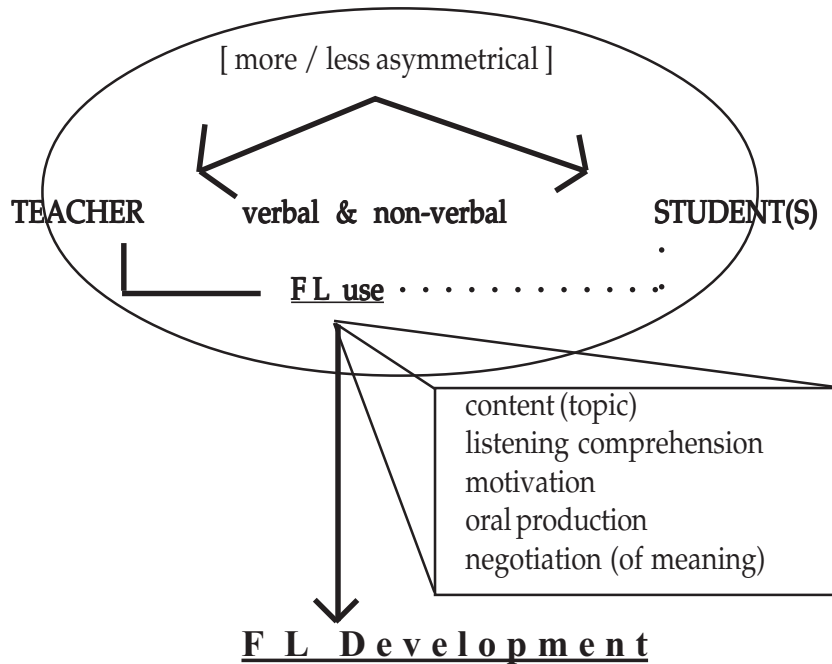 [ more / less asymmetrical ]
TEACHER verbal & non-verbal STUDENT(S)
F L use
content (topic)
listening comprehension
motivation
oral production
negotiation (of meaning)
F L Development